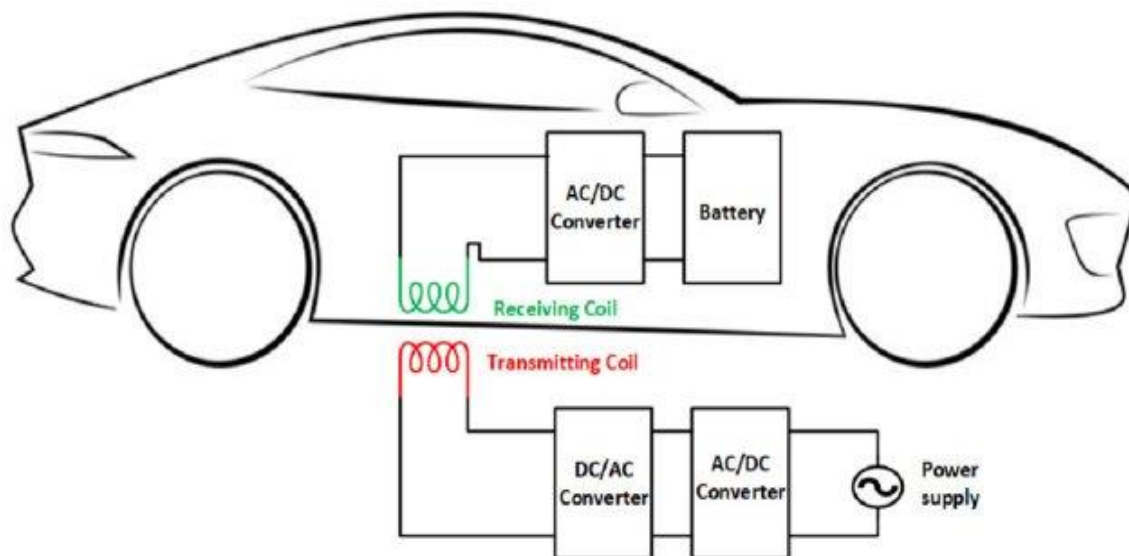 AC/DC
Converter
Battery
Receiving Coil
Transmitting Coil
DC/AC
Converter
AC/DC
Converter
Power
supply